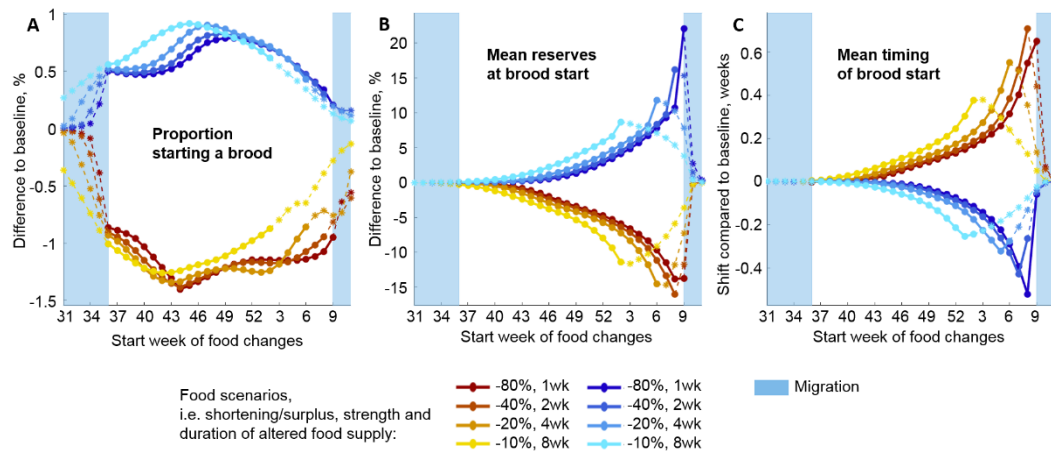 A
Difference to baseline, %
1
0.5
0
-0.5
-1
-1.5
Proportion
starting a brood
31 34 37 40 43 46 49 52 3 6 9
Start week of food changes
B
Difference to baseline, %
20
15
10
5
0
-5
-10
-15
Mean reserves
at brood start
31 34 37 40 43 46 49 52 3 6 9
Start week of food changes
C
Shift compared to baseline, weeks
0.6
0.4
0.2
0
-0.2
-0.4
Mean timing
of brood start
31 34 37 40 43 46 49 52 3 6 9
Start week of food changes
Food scenarios,
i.e. shortening/surplus, strength and
duration of altered food supply:
-80%, 1wk
-40%, 2wk
-20%, 4wk
-10%, 8wk
-80%, 1wk
-40%, 2wk
-20%, 4wk
-10%, 8wk
Migration